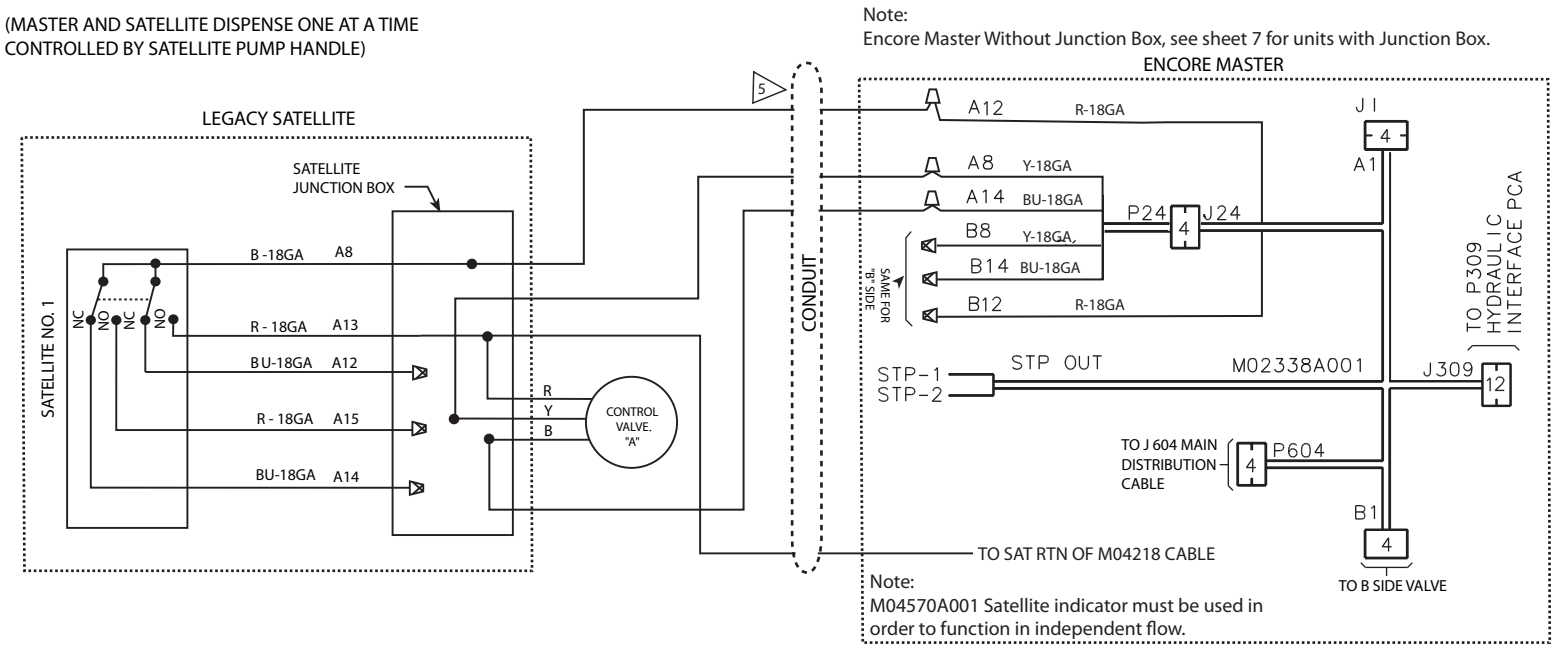 (MASTER AND SATELLITE DISPENSE ONE AT A TIME
CONTROLLED BY SATELLITE PUMP HANDLE)
Note:
Encore Master Without Junction Box, see sheet 7 for units with Junction Box.
ENCORE MASTER
5
LEGACY SATELLITE
SATELLITE
JUNCTION BOX
SATELLITE NO. 1
NC
NO
NC
NO
B -18GA A8
R - 18GA A13
BU-18GA A12
R - 18GA A15
BU-18GA A14
R
Y
B
CONTROL
VALVE.
"A"
CONDUIT
A12 R-18GA
A8 Y-18GA
A14 BU-18GA
B8 Y-18GA
B14 BU-18GA
B12 R-18GA
SAME FOR
"B" SIDE
P24
4
J24
J1
4
A1
TO P309
HYDRAULIC
INTERFACE PCA
STP-1
STP-2
STP OUT
M02338A001
J309
12
TO J 604 MAIN
DISTRIBUTION
CABLE
4
P604
B1
4
TO B SIDE VALVE
TO SAT RTN OF M04218 CABLE
Note:
M04570A001 Satellite indicator must be used in
order to function in independent flow.